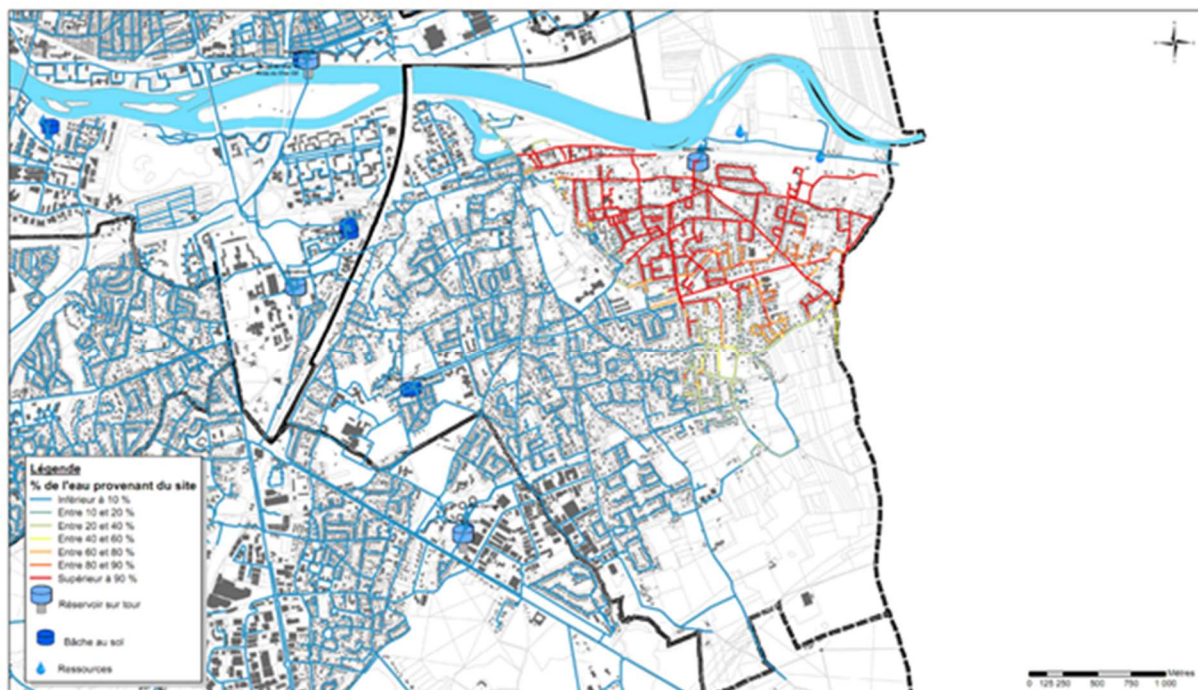 Légende
% de l'eau provenant du site
Inférieur à 10 %
Entre 10 et 20 %
Entre 20 et 40 %
Entre 40 et 60 %
Entre 60 et 80 %
Entre 80 et 90 %
Supérieur à 90 %
Réservoir sur tour
Bâche au sol
Ressources
Mètres
0 125 250 500 750 1 000